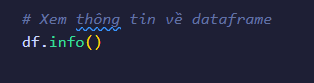 # Xem thông tin về dataframe
df.info()